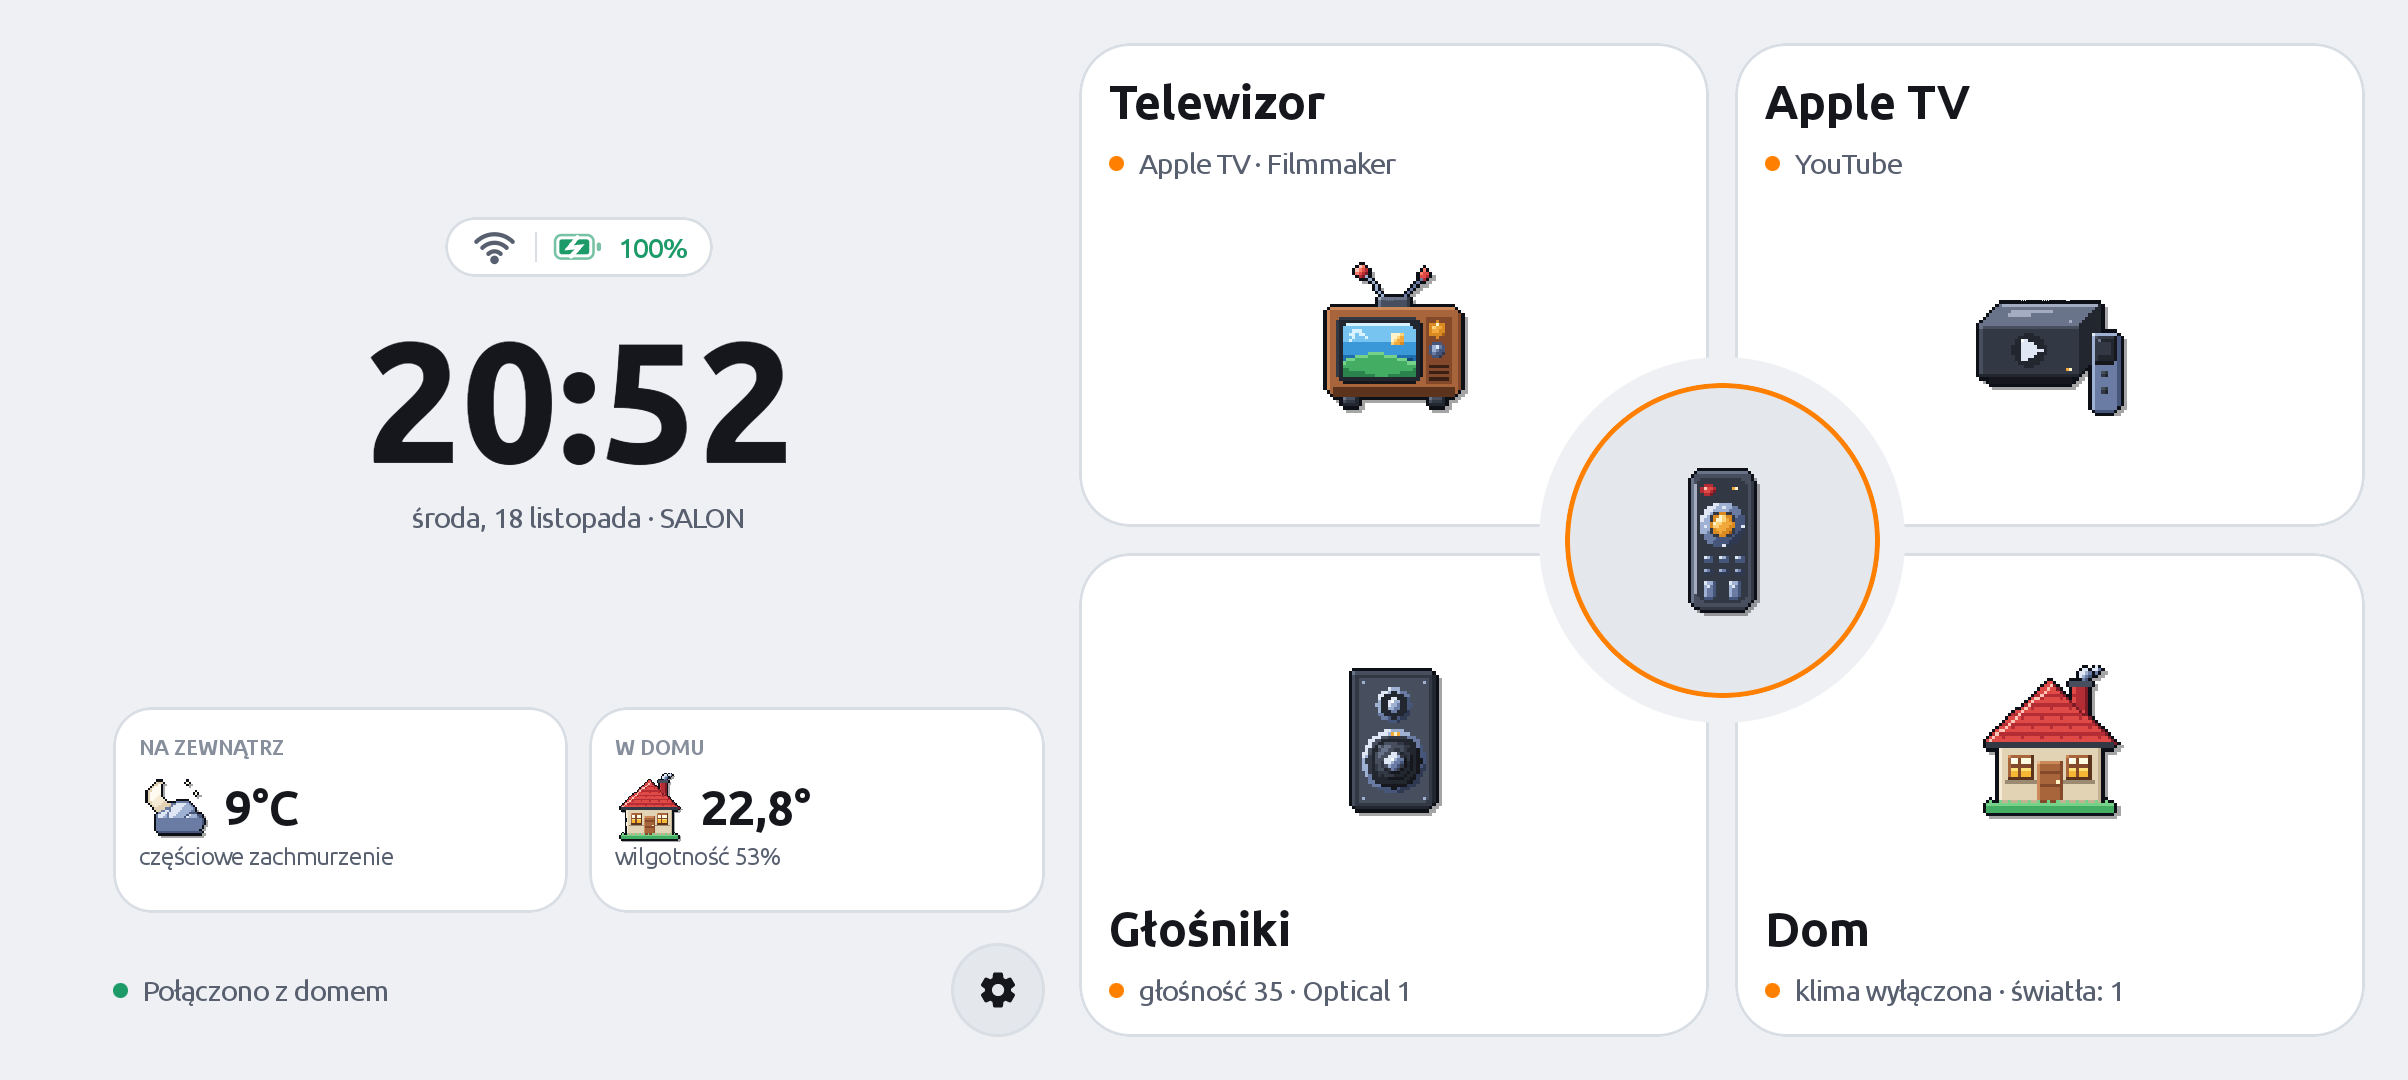 100%
20:52
środa, 18 listopada · SALON
NA ZEWNĄTRZ
9°C
częściowe zachmurzenie
W DOMU
22,8°
wilgotność 53%
Połączono z domem
Telewizor
Apple TV · Filmmaker
Apple TV
YouTube
Głośniki
głośność 35 · Optical 1
Dom
klima wyłączona · światła: 1